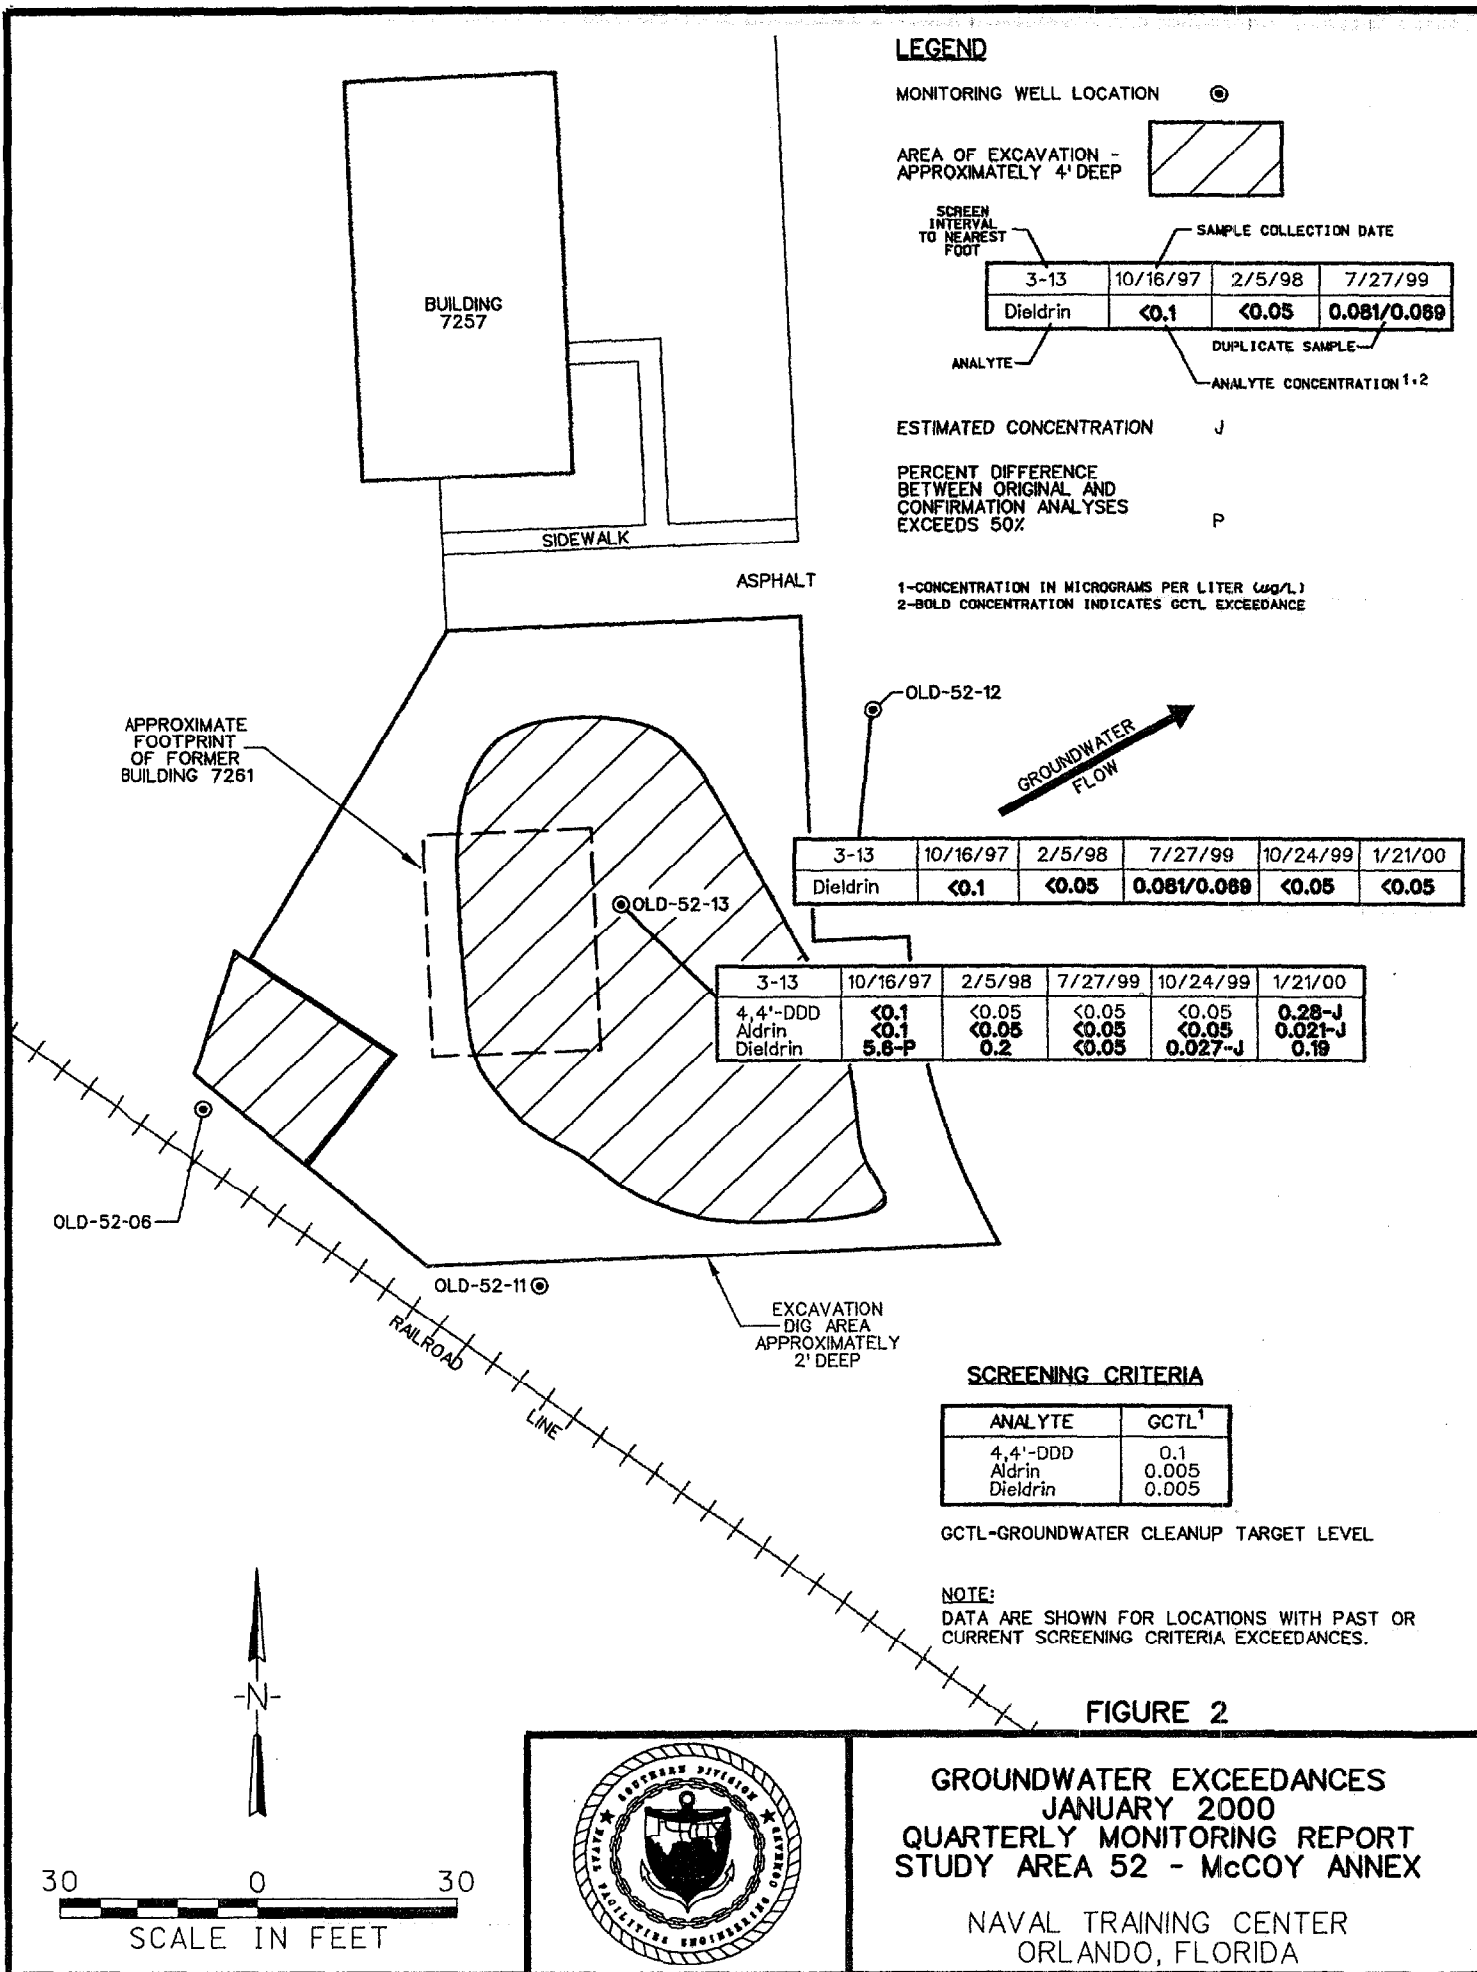 LEGEND
MONITORING WELL LOCATION
AREA OF EXCAVATION -
APPROXIMATELY 4' DEEP
SCREEN
INTERVAL
TO NEAREST
FOOT
SAMPLE COLLECTION DATE
3-13 10/16/97 2/5/98 7/27/99
Dieldrin <0.1 <0.05 0.081/0.069
DUPLICATE SAMPLE
ANALYTE
ANALYTE CONCENTRATION 1,2
ESTIMATED CONCENTRATION J
PERCENT DIFFERENCE
BETWEEN ORIGINAL AND
CONFIRMATION ANALYSES
EXCEEDS 50% P
1-CONCENTRATION IN MICROGRAMS PER LITER (ug/L)
2-BOLD CONCENTRATION INDICATES GCTL EXCEEDANCE
BUILDING
7257
SIDEWALK
ASPHALT
OLD-52-12
GROUNDWATER
FLOW
APPROXIMATE
FOOTPRINT
OF FORMER
BUILDING 7261
3-13 10/16/97 2/5/98 7/27/99 10/24/99 1/21/00
Dieldrin <0.1 <0.05 0.081/0.069 <0.05 <0.05
OLD-52-13
3-13 10/16/97 2/5/98 7/27/99 10/24/99 1/21/00
4,4'-DDD <0.1 <0.05 <0.05 <0.05 0.28-J
Aldrin <0.1 <0.05 <0.05 <0.05 0.021-J
Dieldrin 5.6-P 0.2 <0.05 0.027-J 0.19
OLD-52-06
OLD-52-11
RAILROAD
LINE
EXCAVATION
DIG AREA
APPROXIMATELY
2' DEEP
SCREENING CRITERIA
ANALYTE GCTL1
4,4'-DDD 0.1
Aldrin 0.005
Dieldrin 0.005
GCTL-GROUNDWATER CLEANUP TARGET LEVEL
NOTE:
DATA ARE SHOWN FOR LOCATIONS WITH PAST OR
CURRENT SCREENING CRITERIA EXCEEDANCES.
-N-
30 0 30
SCALE IN FEET
FIGURE 2
SOUTHERN DIVISION
NAVAL FACILITIES ENGINEERING
GROUNDWATER EXCEEDANCES
JANUARY 2000
QUARTERLY MONITORING REPORT
STUDY AREA 52 - McCOY ANNEX
NAVAL TRAINING CENTER
ORLANDO, FLORIDA